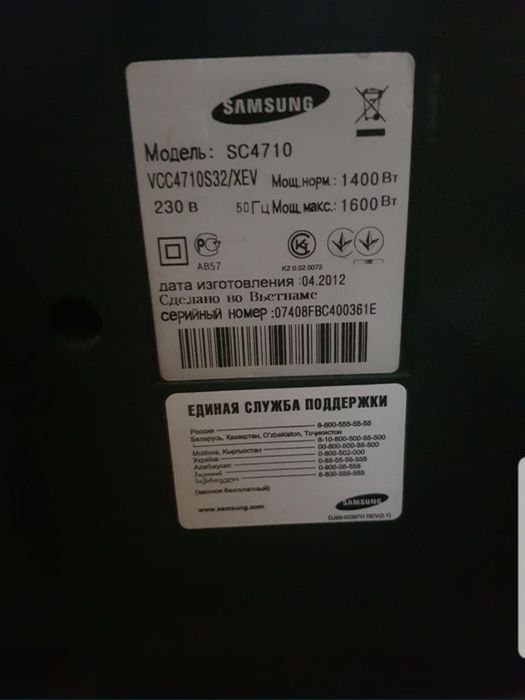 SAMSUNG
Модель: SC4710
VCC4710S32/XEV Мощ.норм.: 1400 Вт
230 в 50 Гц Мощ.макс.: 1600 Вт
АВ57
KZ 0.02.0072
дата изготовления :04.2012
Сделано во Вьетнаме
серийный номер :07408FBC400361E
ЕДИНАЯ СЛУЖБА ПОДДЕРЖКИ
Россия 8-800-555-55-55
Беларусь, Казақстан, O'zbekiston, Тоҷикистон 8-10-800-500-55-500
Moldova, Кыргызстан 00-800-500-55-500
Україна 0-800-502-000
Azərbaycan 0-88-55-55-555
0-800-05-555
8-800-555-555
(звонок бесплатный)
www.samsung.com
SAMSUNG